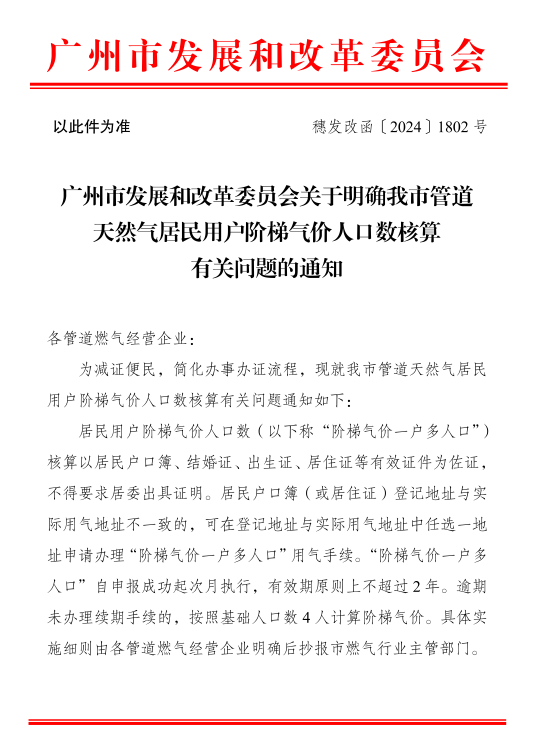 广州市发展和改革委员会
以此件为准
穗发改函〔2024〕1802 号
广州市发展和改革委员会关于明确我市管道
天然气居民用户阶梯气价人口数核算
有关问题的通知
各管道燃气经营企业：
为减证便民，简化办事办证流程，现就我市管道天然气居民
用户阶梯气价人口数核算有关问题通知如下：
居民用户阶梯气价人口数（以下称“阶梯气价一户多人口”）
核算以居民户口簿、结婚证、出生证、居住证等有效证件为佐证，
不得要求居委出具证明。居民户口簿（或居住证）登记地址与实
际用气地址不一致的，可在登记地址与实际用气地址中任选一地
址申请办理“阶梯气价一户多人口”用气手续。“阶梯气价一户多
人口”自申报成功起次月执行，有效期原则上不超过 2 年。逾期
未办理续期手续的，按照基础人口数 4 人计算阶梯气价。具体实
施细则由各管道燃气经营企业明确后抄报市燃气行业主管部门。